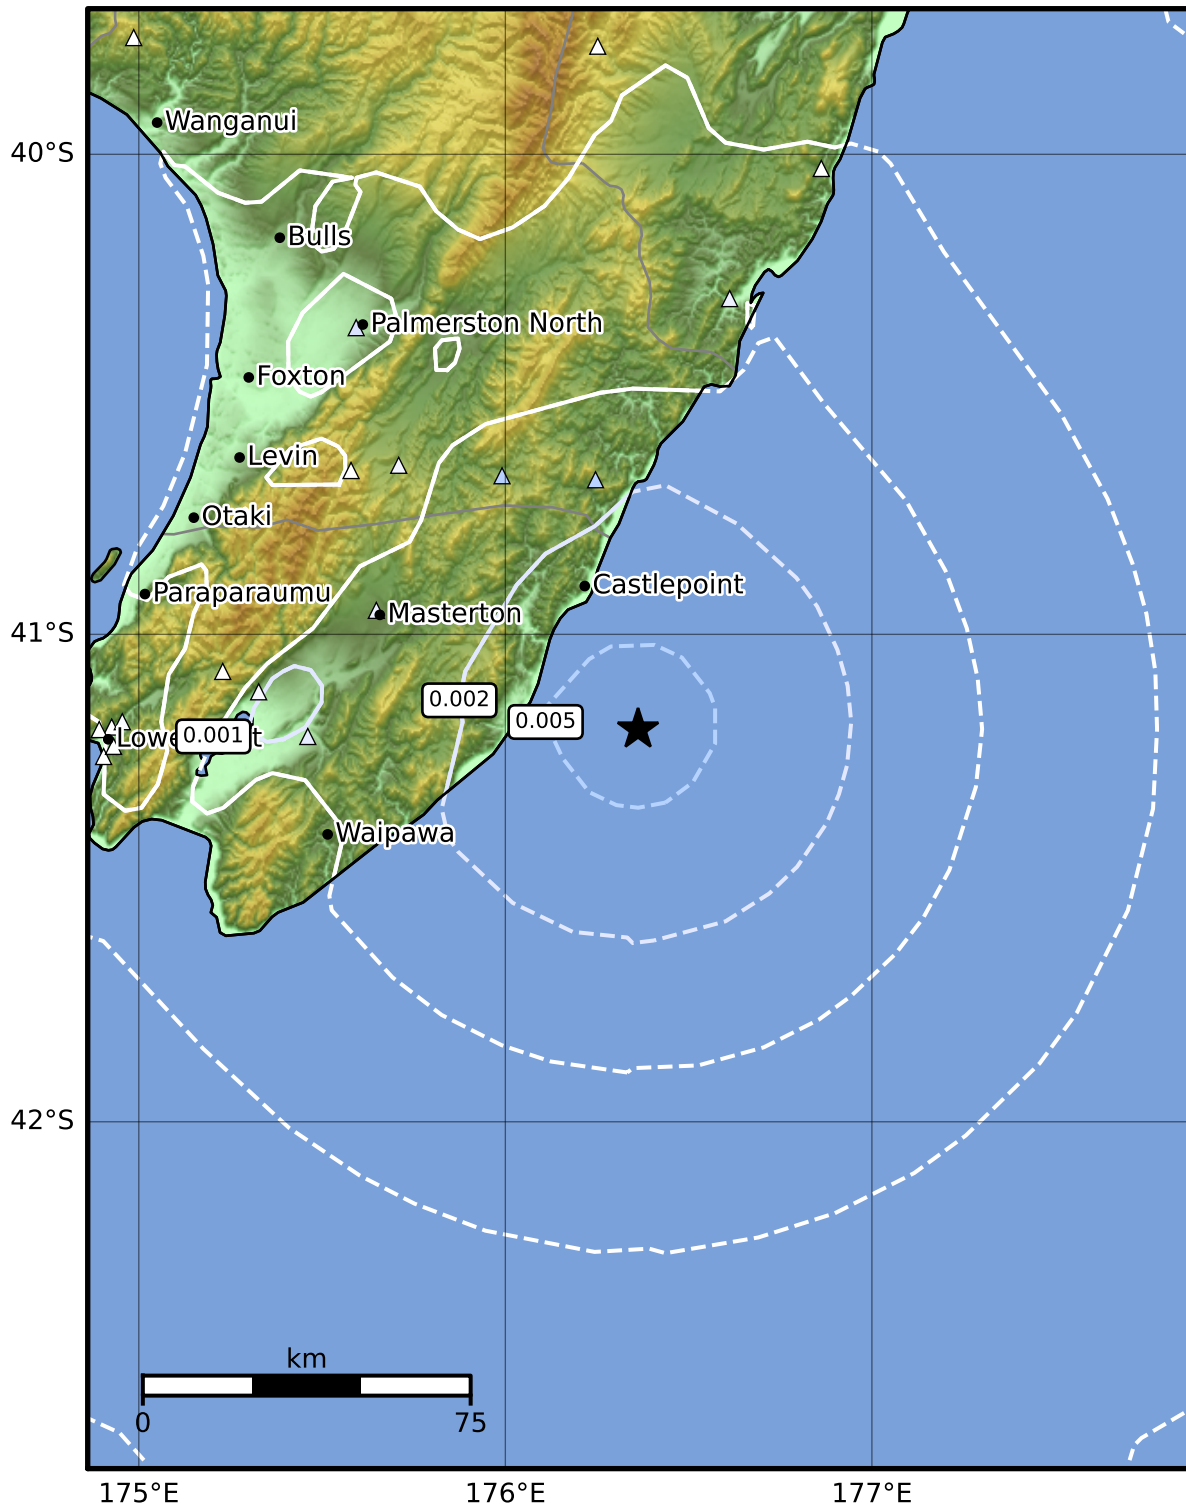 Wanganui
40°S
Bulls
Palmerston North
Foxton
Levin
Otaki
Castlepoint
Paraparaumu
Masterton
41°S
0.002
0.005
0.001
Waipawa
42°S
km
0
75
175°E
176°E
177°E